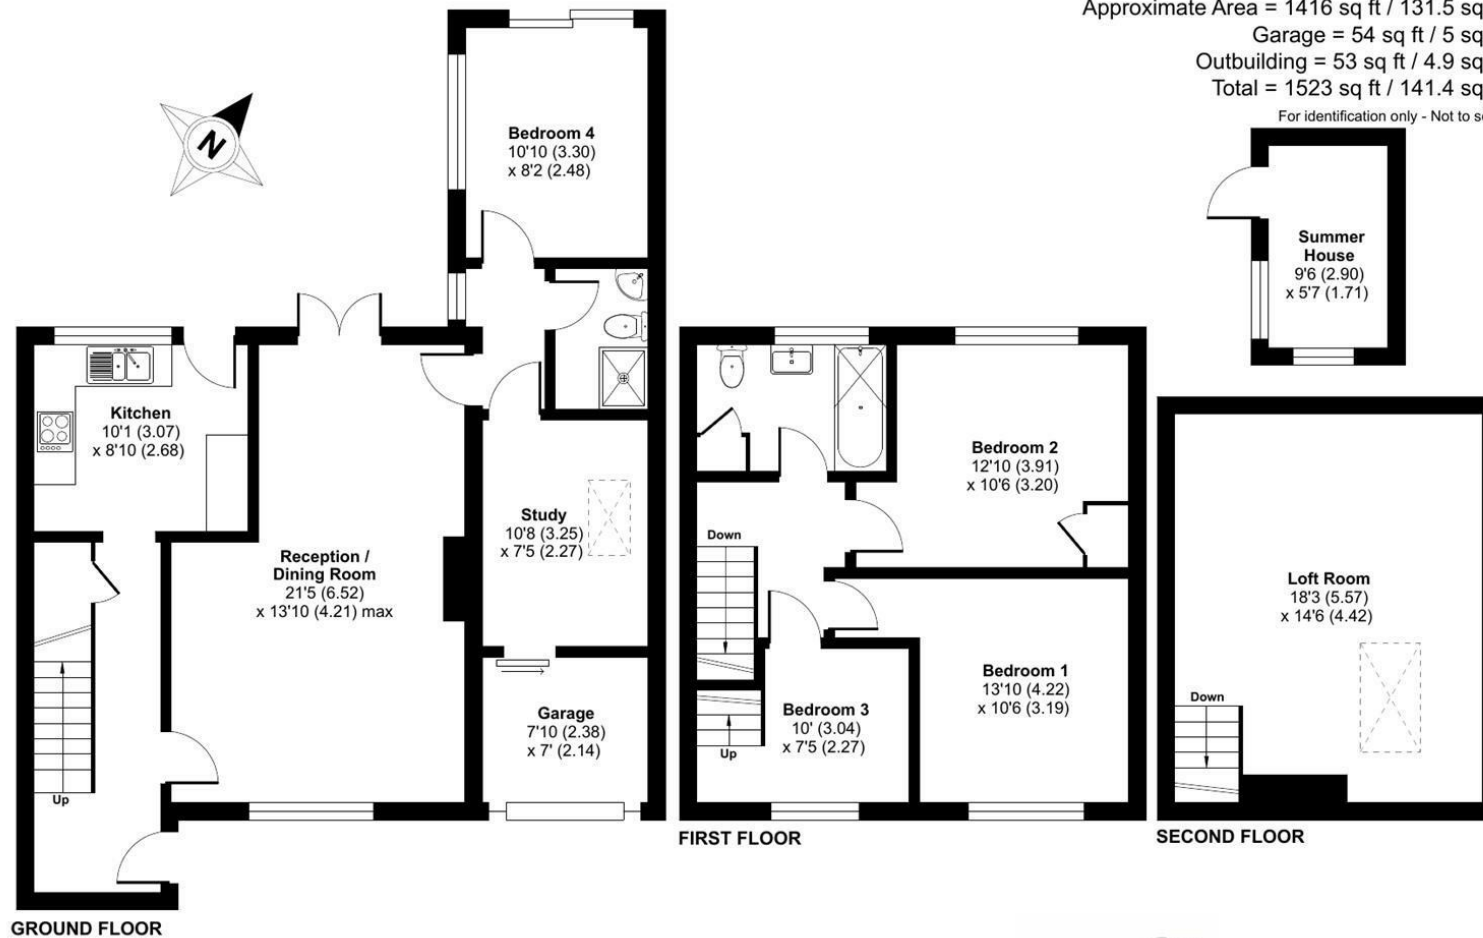 Approximate Area = 1416 sq ft / 131.5 sq
Garage = 54 sq ft / 5 sq
Outbuilding = 53 sq ft / 4.9 sq
Total = 1523 sq ft / 141.4 sq
For identification only - Not to
N
Bedroom 4
10'10 (3.30)
x 8'2 (2.48)
Summer
House
9'6 (2.90)
x 5'7 (1.71)
Kitchen
10'1 (3.07)
x 8'10 (2.68)
Study
10'8 (3.25)
x 7'5 (2.27)
Reception /
Dining Room
21'5 (6.52)
x 13'10 (4.21) max
Garage
7'10 (2.38)
x 7' (2.14)
Up
GROUND FLOOR
Bedroom 2
12'10 (3.91)
x 10'6 (3.20)
Down
Bedroom 1
13'10 (4.22)
x 10'6 (3.19)
Bedroom 3
10' (3.04)
x 7'5 (2.27)
Up
FIRST FLOOR
Loft Room
18'3 (5.57)
x 14'6 (4.42)
Down
SECOND FLOOR